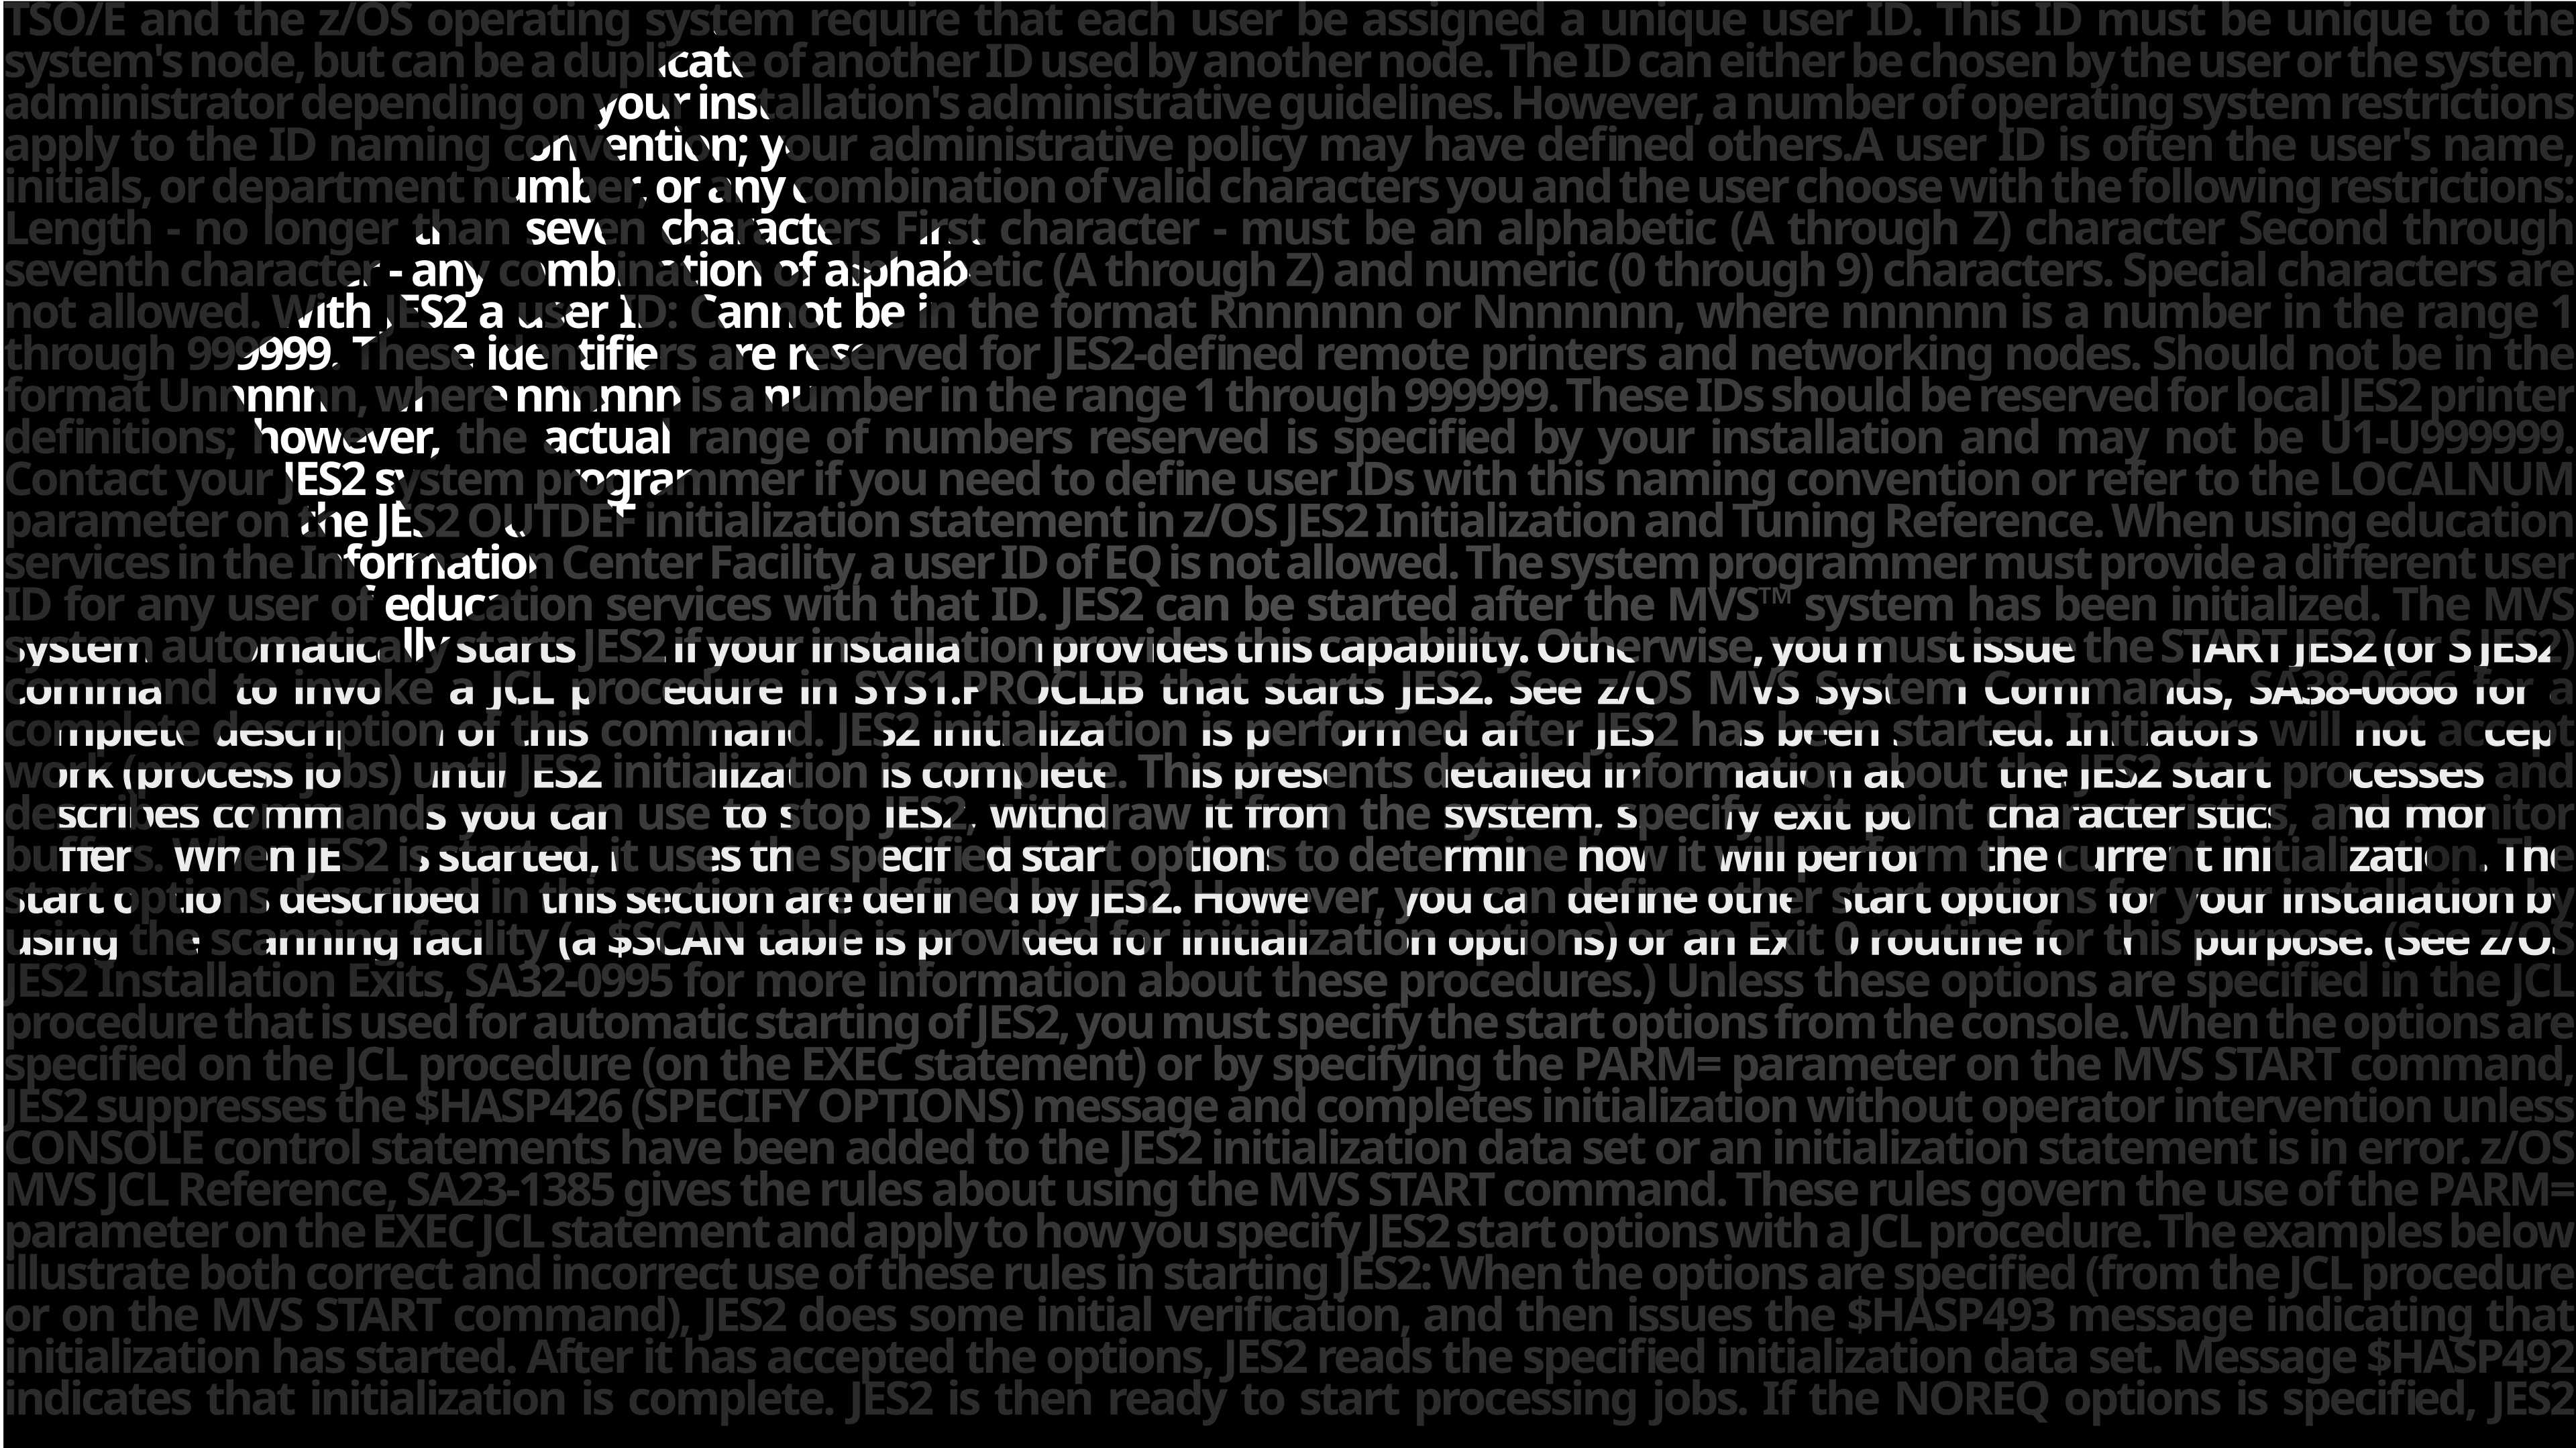 TSO/E and the z/OS operating system require that each user be assigned a unique user ID. This ID must be unique to the
system's node, but can be a duplicate of another ID used by another node. The ID can either be chosen by the user or the system
administrator depending on your installation's administrative guidelines. However, a number of operating system restrictions
apply to the ID naming convention; your administrative policy may have defined others.A user ID is often the user's name,
initials, or department number, or any combination of valid characters you and the user choose with the following restrictions:
Length - no longer than seven characters First character - must be an alphabetic (A through Z) character Second through
seventh character - any combination of alphabetic (A through Z) and numeric (0 through 9) characters. Special characters are
not allowed. With JES2 a user ID: Cannot be in the format Rnnnnnn or Nnnnnnn, where nnnnnn is a number in the range 1
through 999999. These identifiers are reserved for JES2-defined remote printers and networking nodes. Should not be in the
format Unnnnnn, where nnnnnn is a number in the range 1 through 999999. These IDs should be reserved for local JES2 printer
definitions; however, the actual range of numbers reserved is specified by your installation and may not be U1-U999999.
Contact your JES2 system programmer if you need to define user IDs with this naming convention or refer to the LOCALNUM
parameter on the JES2 OUTDEF initialization statement in z/OS JES2 Initialization and Tuning Reference. When using education
services in the Information Center Facility, a user ID of EQ is not allowed. The system programmer must provide a different user
ID for any user of education services with that ID. JES2 can be started after the MVS™ system has been initialized. The MVS
system automatically starts JES2 if your installation provides this capability. Otherwise, you must issue the START JES2 (or S JES2)
command to invoke a JCL procedure in SYS1.PROCLIB that starts JES2. See z/OS MVS System Commands, SA38-0666 for a
complete description of this command. JES2 initialization is performed after JES2 has been started. Initiators will not accept
work (process jobs) until JES2 initialization is complete. This presents detailed information about the JES2 start processes and
describes commands you can use to stop JES2, withdraw it from the system, specify exit point characteristics, and monitor
buffers. When JES2 is started, it uses the specified start options to determine how it will perform the current initialization. The
start options described in this section are defined by JES2. However, you can define other start options for your installation by
using the scanning facility (a $SCAN table is provided for initialization options) or an Exit 0 routine for this purpose. (See z/OS
JES2 Installation Exits, SA32-0995 for more information about these procedures.) Unless these options are specified in the JCL
procedure that is used for automatic starting of JES2, you must specify the start options from the console. When the options are
specified on the JCL procedure (on the EXEC statement) or by specifying the PARM= parameter on the MVS START command,
JES2 suppresses the $HASP426 (SPECIFY OPTIONS) message and completes initialization without operator intervention unless
CONSOLE control statements have been added to the JES2 initialization data set or an initialization statement is in error. z/OS
MVS JCL Reference, SA23-1385 gives the rules about using the MVS START command. These rules govern the use of the PARM=
parameter on the EXEC JCL statement and apply to how you specify JES2 start options with a JCL procedure. The examples below
illustrate both correct and incorrect use of these rules in starting JES2: When the options are specified (from the JCL procedure
or on the MVS START command), JES2 does some initial verification, and then issues the $HASP493 message indicating that
initialization has started. After it has accepted the options, JES2 reads the specified initialization data set. Message $HASP492
indicates that initialization is complete. JES2 is then ready to start processing jobs. If the NOREQ options is specified, JES2